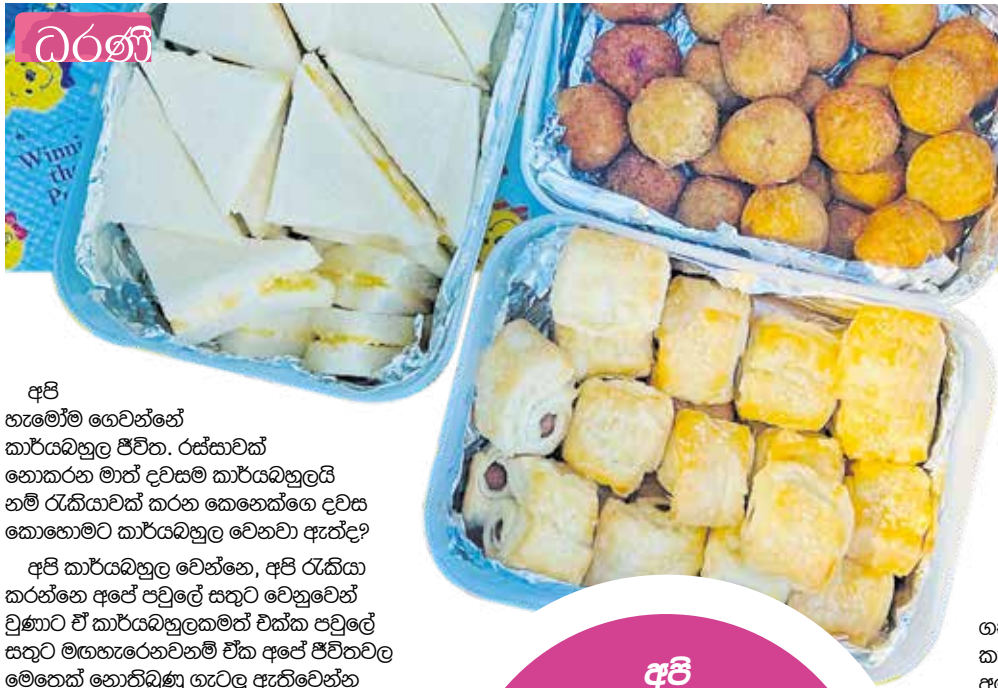 ධරණී
Winni
the
අපි
හැමෝම ගෙවන්නේ
කාර්යබහුල ජීවිත. රස්සාවක්
නොකරන මාත් දවසම කාර්යබහුලයි
නම් රැකියාවක් කරන කෙනෙක්ගෙ දවස
කොහොමට කාර්යබහුල වෙනවා ඇත්ද?
අපි කාර්යබහුල වෙන්නෙ, අපි රැකියා
කරන්නෙ අපේ පවුලේ සතුට වෙනුවෙන්
වුණාට ඒ කාර්යබහුලකමත් එක්ක පවුලේ
සතුට මඟහැරෙනවනම් ඒක අපේ ජීවිතවල
මෙතෙක් නොතිබුණු ගැටලු ඇතිවෙන්න
අපි